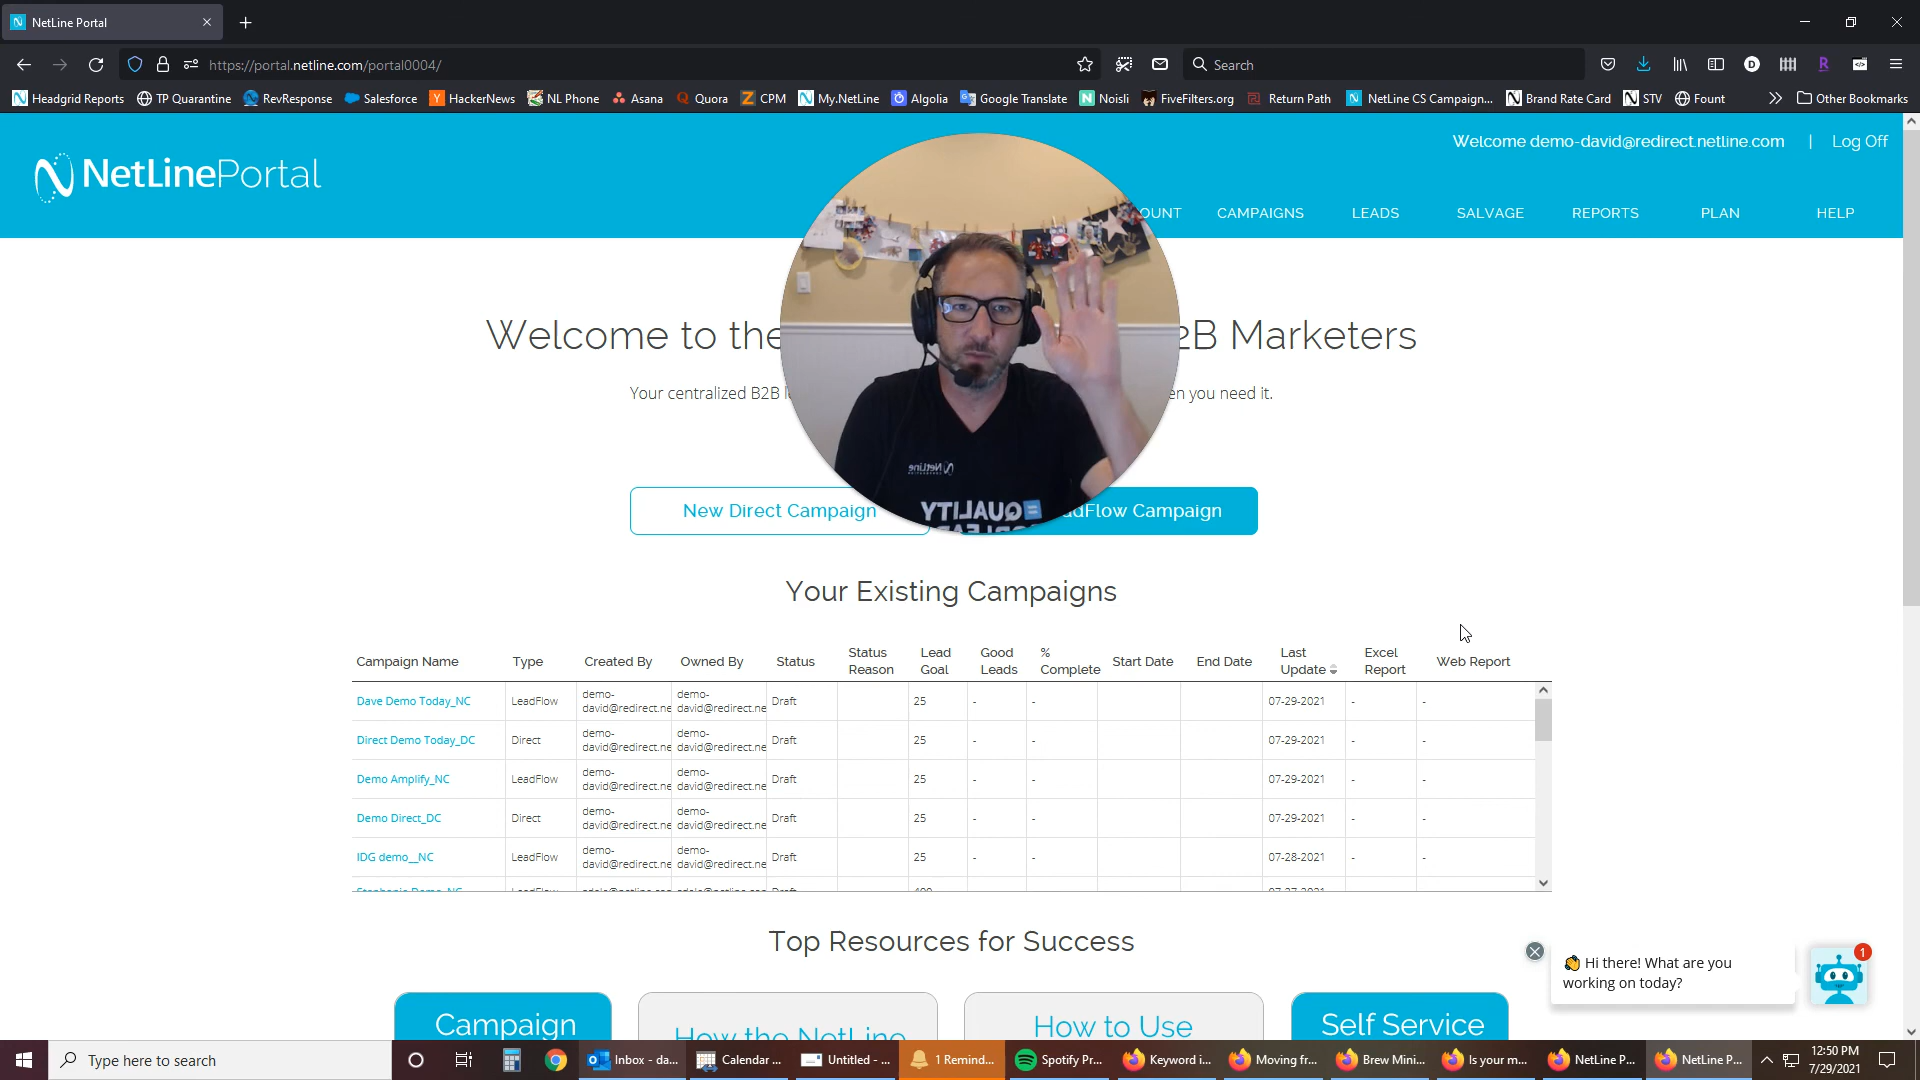 NetLine Portal
https://portal.netline.com/portal0004/
Search
Headgrid Reports
TP Quarantine
RevResponse
Salesforce
HackerNews
NL Phone
Asana
Quora
CPM
My.NetLine
Algolia
Google Translate
Noisli
FiveFilters.org
Return Path
NetLine CS Campaign...
Brand Rate Card
STV
Fount
Other Bookmarks
Welcome demo-david@redirect.netline.com | Log Off
NetLinePortal
OUNT CAMPAIGNS LEADS SALVAGE REPORTS PLAN HELP
Welcome to the 2B Marketers
Your centralized B2B en you need it.
NetLine
QUALITY
New Direct Campaign
adFlow Campaign
Your Existing Campaigns
Campaign Name Type Created By Owned By Status Status Reason Lead Goal Good Leads % Complete Start Date End Date Last Update Excel Report Web Report
Dave Demo Today_NC LeadFlow demo-david@redirect.ne demo-david@redirect.ne Draft 25 - - 07-29-2021 - -
Direct Demo Today_DC Direct demo-david@redirect.ne demo-david@redirect.ne Draft 25 - - 07-29-2021 - -
Demo Amplify_NC LeadFlow demo-david@redirect.ne demo-david@redirect.ne Draft 25 - - 07-29-2021 - -
Demo Direct_DC Direct demo-david@redirect.ne demo-david@redirect.ne Draft 25 - - 07-29-2021 - -
IDG demo__NC LeadFlow demo-david@redirect.ne demo-david@redirect.ne Draft 25 - - 07-28-2021 - -
Top Resources for Success
Hi there! What are you
working on today?
1
Campaign
How the NetLine
How to Use
Self Service
Type here to search
Inbox - da...
Calendar ...
Untitled - ...
1 Remind...
Spotify Pr...
Keyword i...
Moving fr...
Brew Mini...
Is your m...
NetLine P...
NetLine P...
12:50 PM
7/29/2021